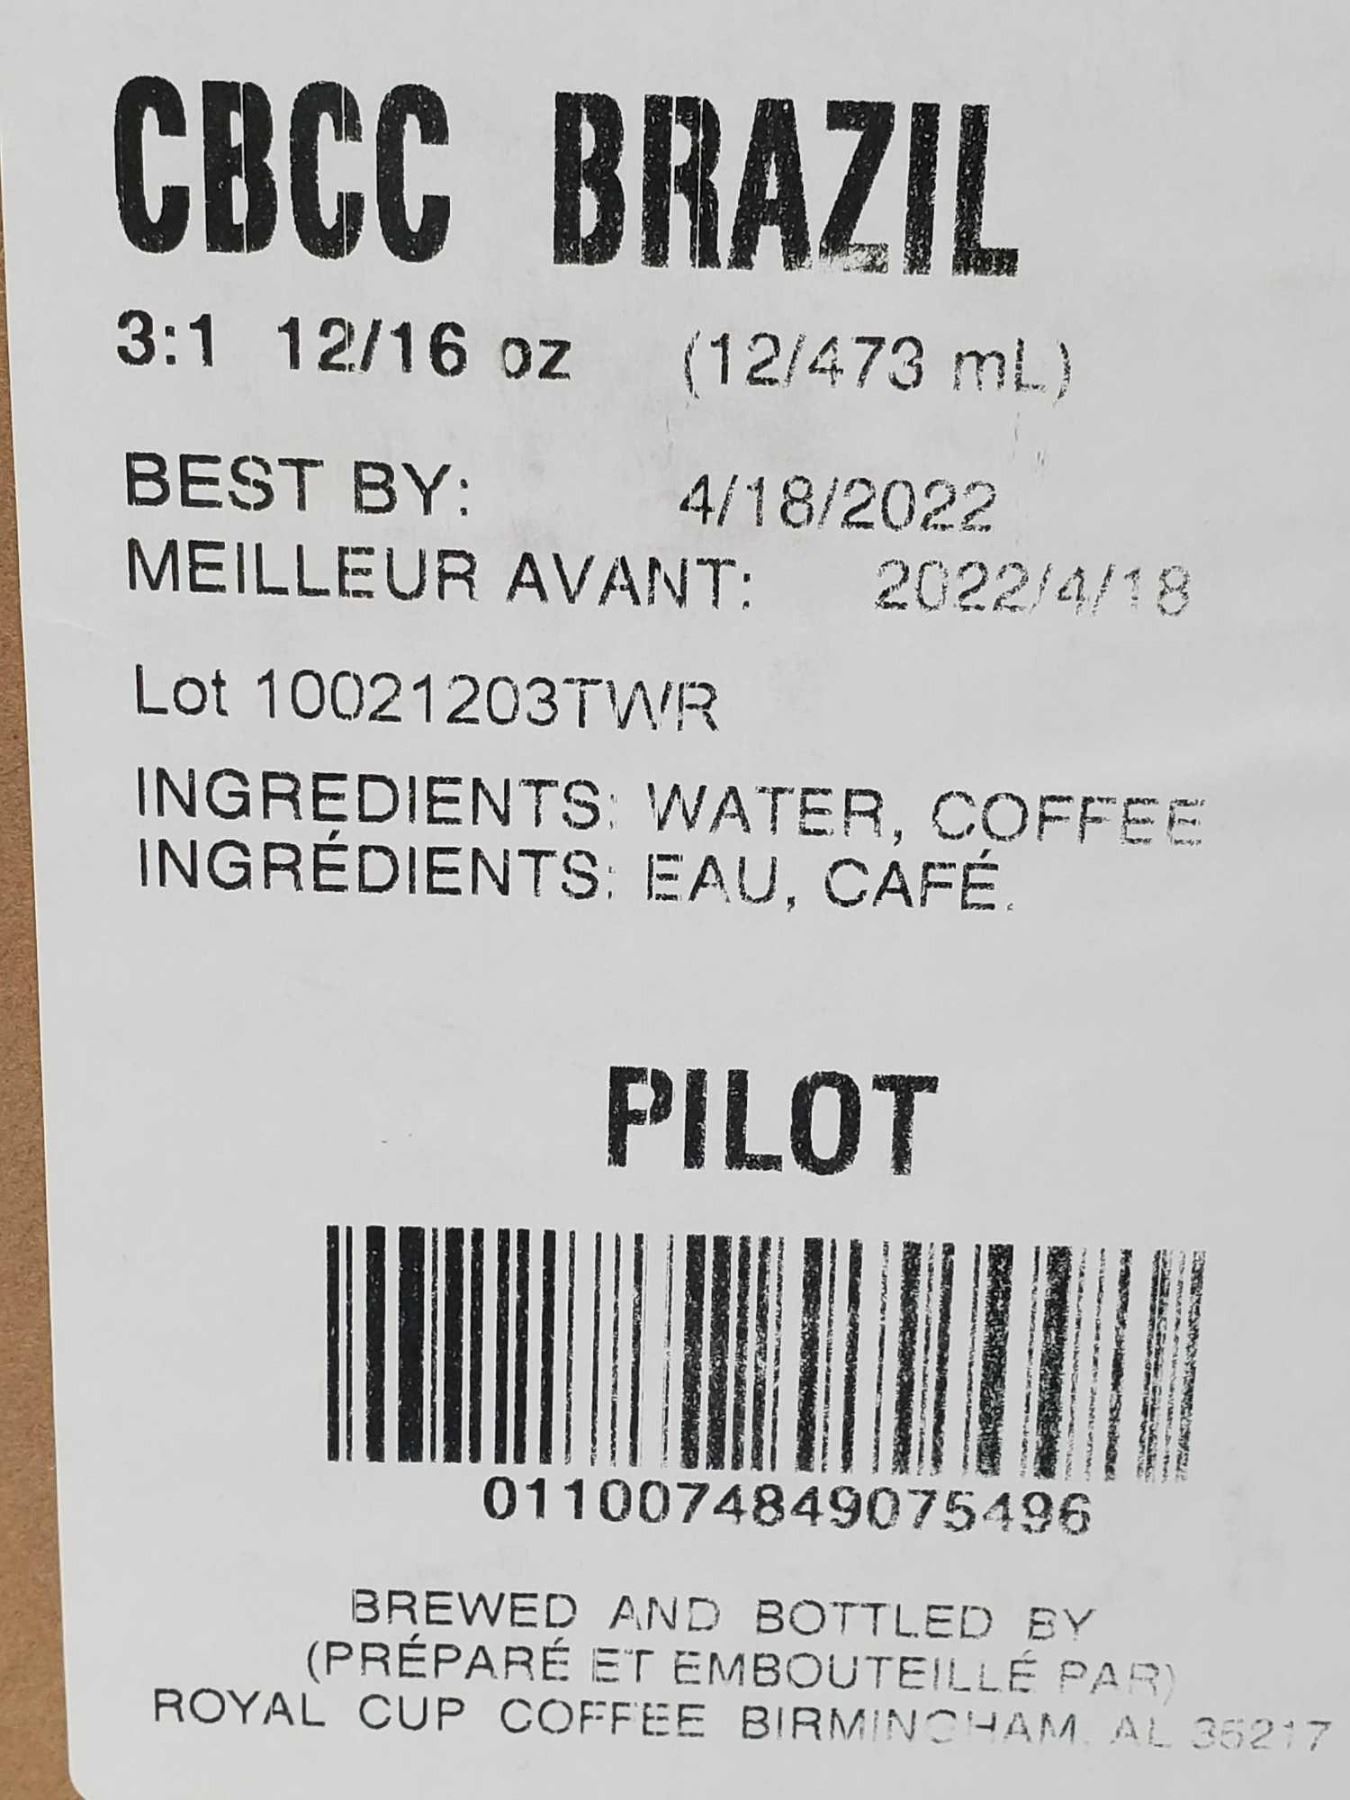 CBCC BRAZIL
3:1 12/16 oz (12/473 mL)
BEST BY: 4/18/2022
MEILLEUR AVANT: 2022/4/18
Lot 10021203TWR
INGREDIENTS: WATER, COFFEE
INGRÉDIENTS: EAU, CAFÉ.
PILOT
0110074849075496
BREWED AND BOTTLED BY
(PRÉPARÉ ET EMBOUTEILLÉ PAR)
ROYAL CUP COFFEE BIRMINGHAM, AL 35217